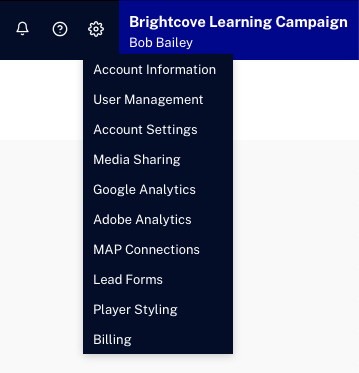 Brightcove Learning Campaign
Bob Bailey
Account Information
User Management
Account Settings
Media Sharing
Google Analytics
Adobe Analytics
MAP Connections
Lead Forms
Player Styling
Billing